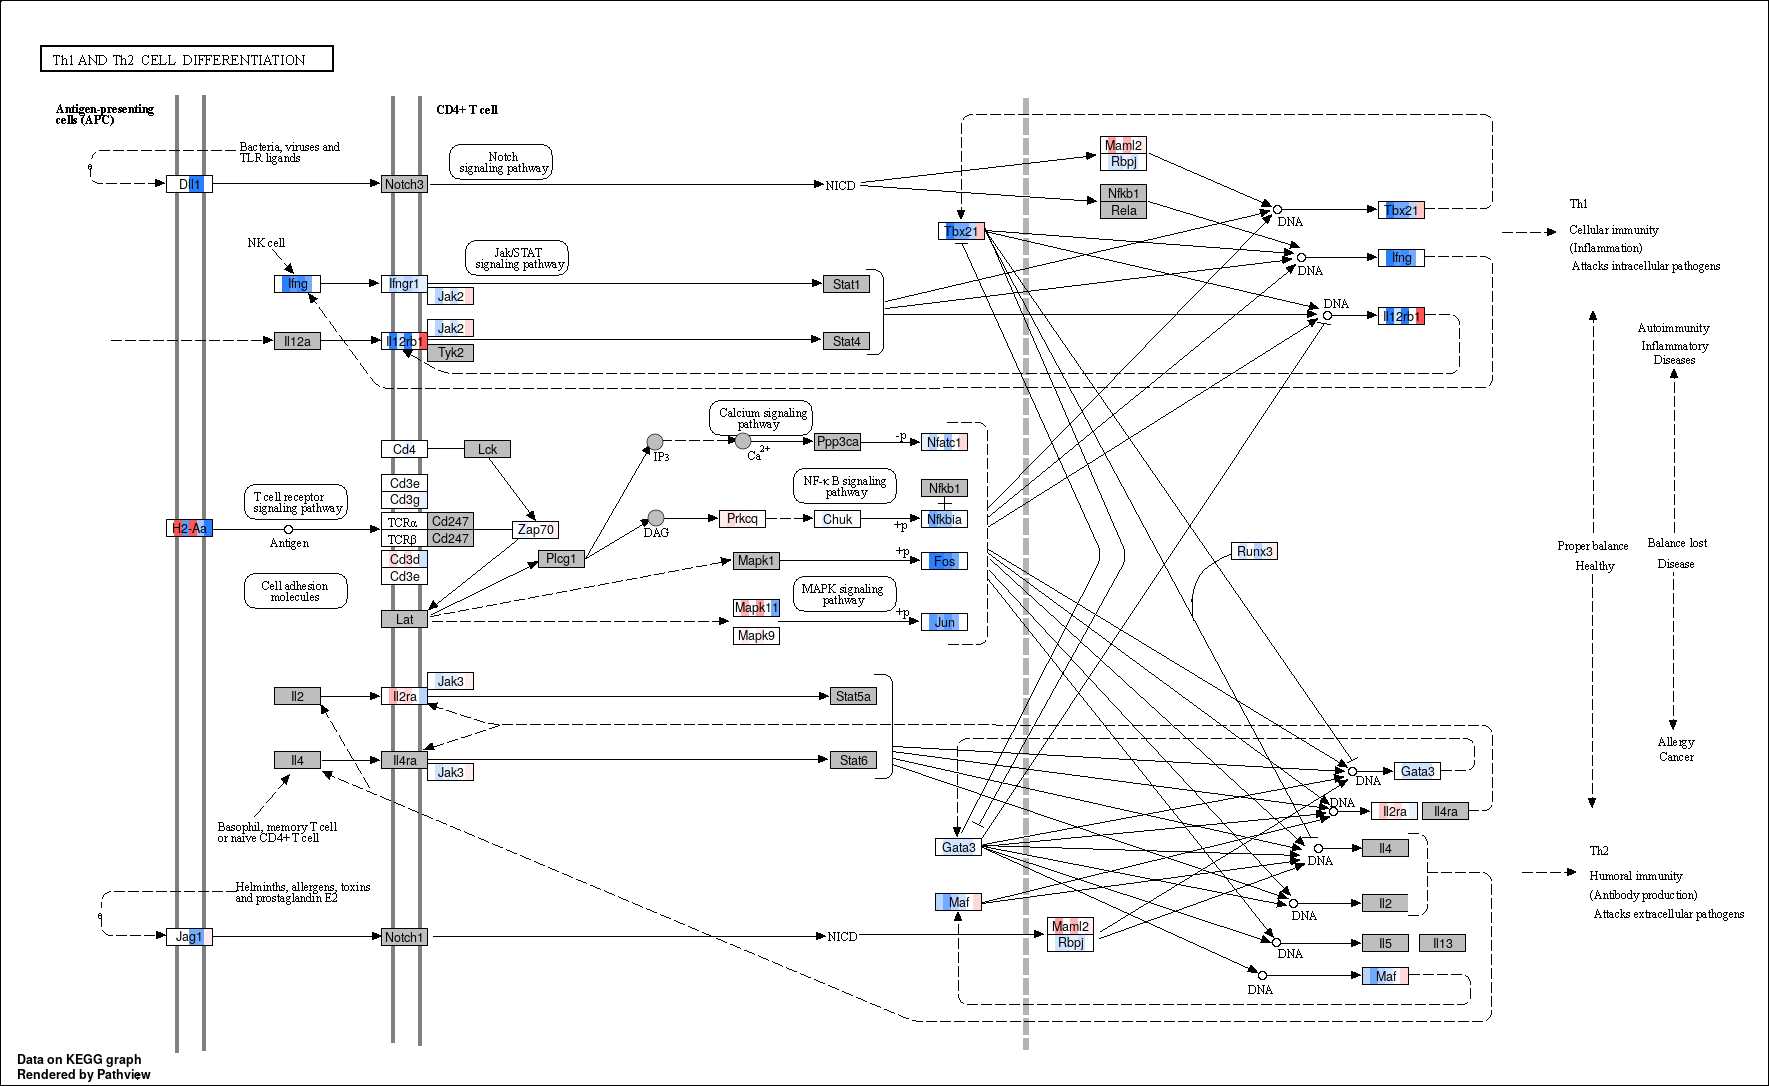 Th1 AND Th2 CELL DIFFERENTIATION
Antigen-presenting
cells (APC)
CD4+ T cell
Bacteria, viruses and
TLR ligands
Dll1
Notch3
Notch
signaling pathway
NICD
Maml2
Rbpj
Nfkb1
Rela
DNA
Tbx21
Tbx21
NK cell
Ifng
Ifngr1
Jak2
Jak/STAT
signaling pathway
Stat1
DNA
Ifng
Il12a
Il12rb1
Jak2
Tyk2
Stat4
DNA
Il12rb1
Th1
Cellular immunity
(Inflammation)
Attacks intracellular pathogens
Autoimmunity
Inflammatory
Diseases
Cd4
Lck
Cd3e
Cd3g
TCRα
Cd247
TCRβ
Cd247
Cd3d
Cd3e
T cell receptor
signaling pathway
H2-Aa
Antigen
Cell adhesion
molecules
Zap70
Plcg1
Lat
IP3
DAG
Calcium signaling
pathway
Ca2+
Ppp3ca
-p
Nfatc1
NF-κB signaling
pathway
Nfkb1
Prkcq
Chuk
+p
Nfkbia
Mapk1
+p
Fos
MAPK signaling
pathway
Mapk11
Mapk9
+p
Jun
Runx3
Proper balance
Healthy
Balance lost
Disease
Il2
Il2ra
Jak3
Stat5a
Il4
Il4ra
Jak3
Stat6
Basophil, memory T cell
or naive CD4+ T cell
DNA
Gata3
DNA
Il2ra
Il4ra
Gata3
DNA
Il4
Maf
DNA
Il2
Allergy
Cancer
Th2
Humoral immunity
(Antibody production)
Attacks extracellular pathogens
Helminths, allergens, toxins
and prostaglandin E2
e
e
Jag1
Notch1
NICD
Maml2
Rbpj
DNA
Il5
Il13
DNA
Maf
Data on KEGG graph
Rendered by Pathview